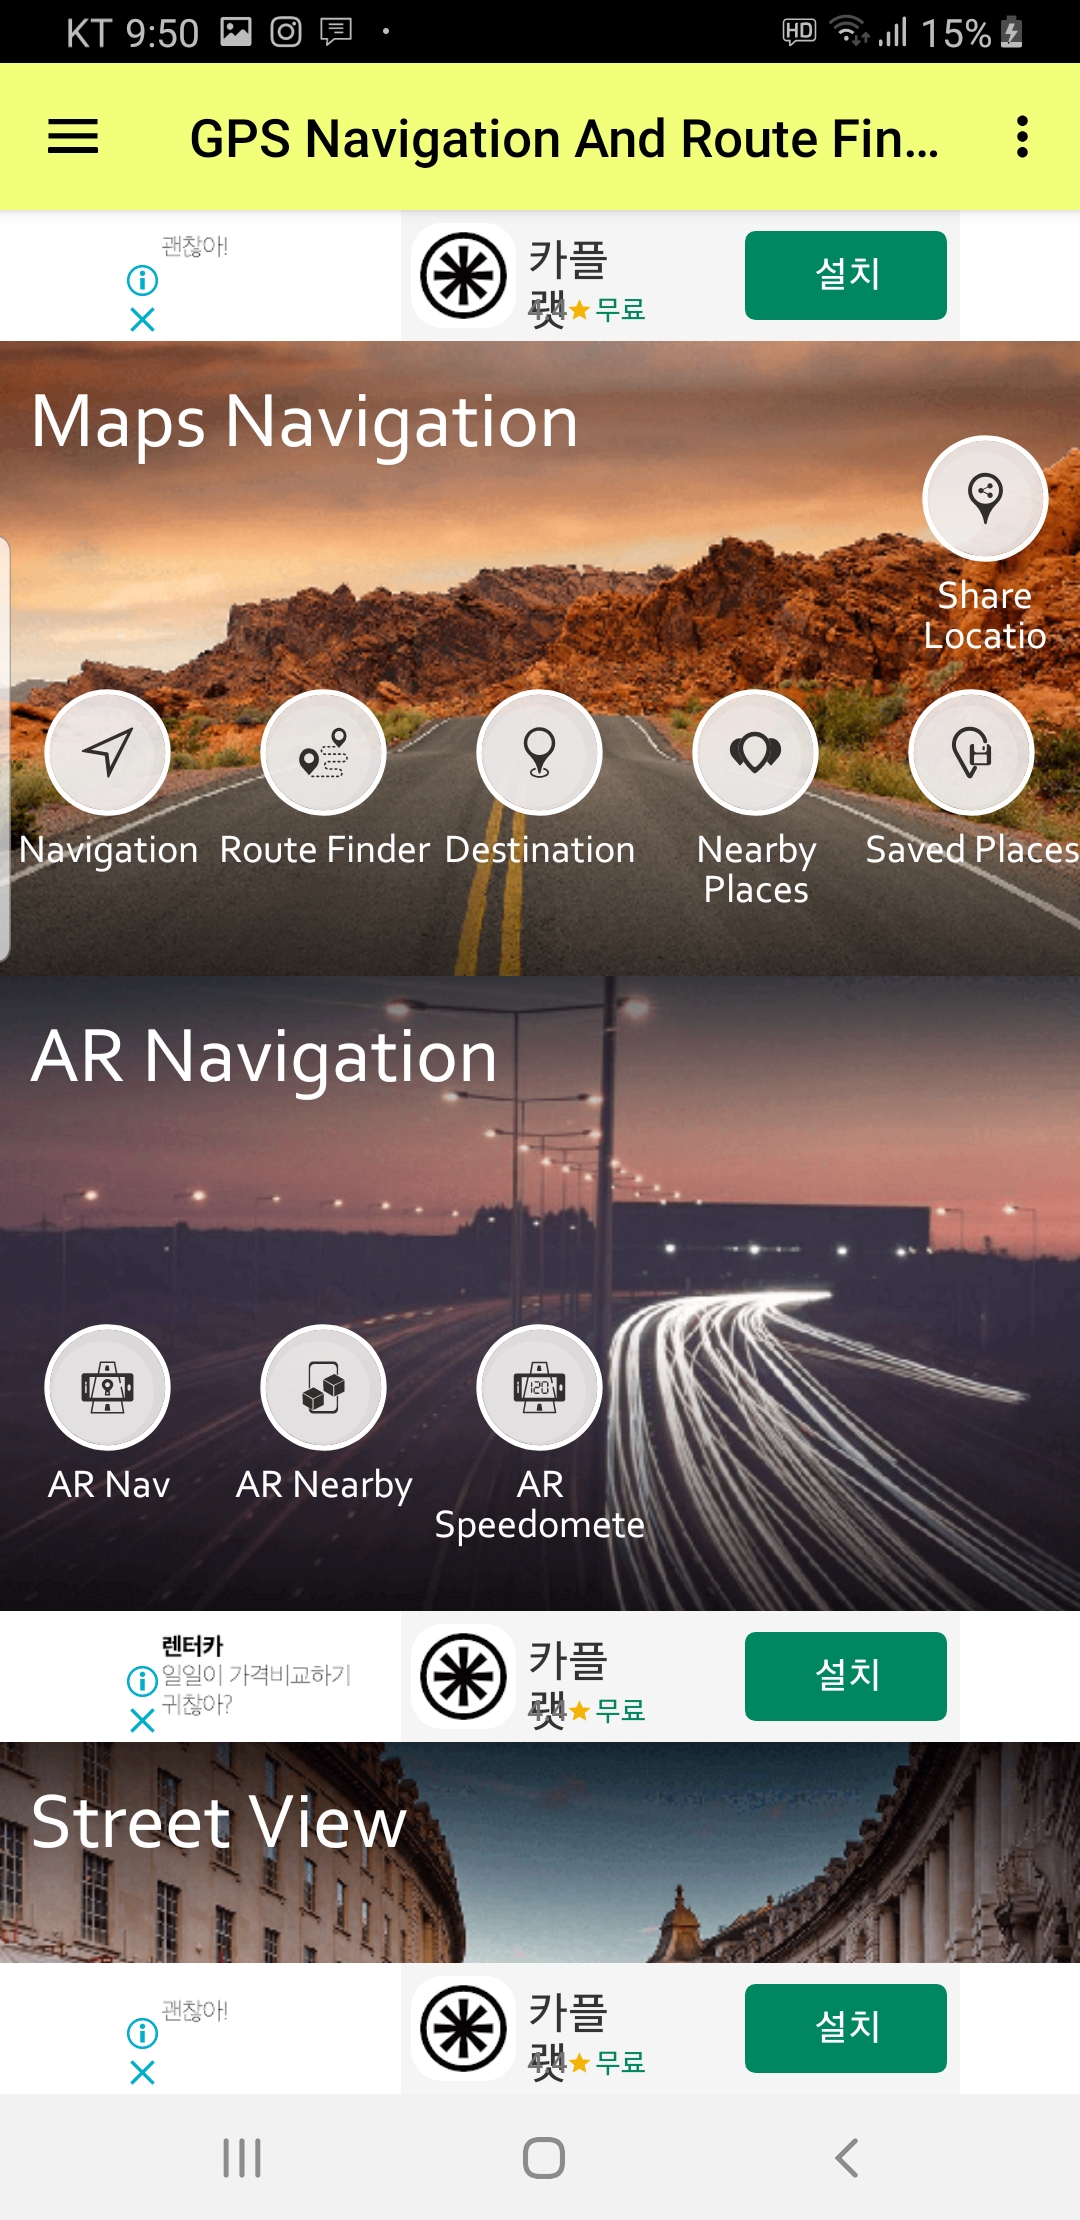 KT 9:50
HD 15%
GPS Navigation And Route Fin...
괜찮아!
카플
랫
4.4★ 무료
설치
Maps Navigation
Share
Locatio
Navigation
Route Finder
Destination
Nearby
Places
Saved Places
AR Navigation
120
AR Nav
AR Nearby
AR
Speedomete
렌터카
일일이 가격비교하기
귀찮아?
카플
랫
4.4★ 무료
설치
Street View
괜찮아!
카플
랫
4.4★ 무료
설치